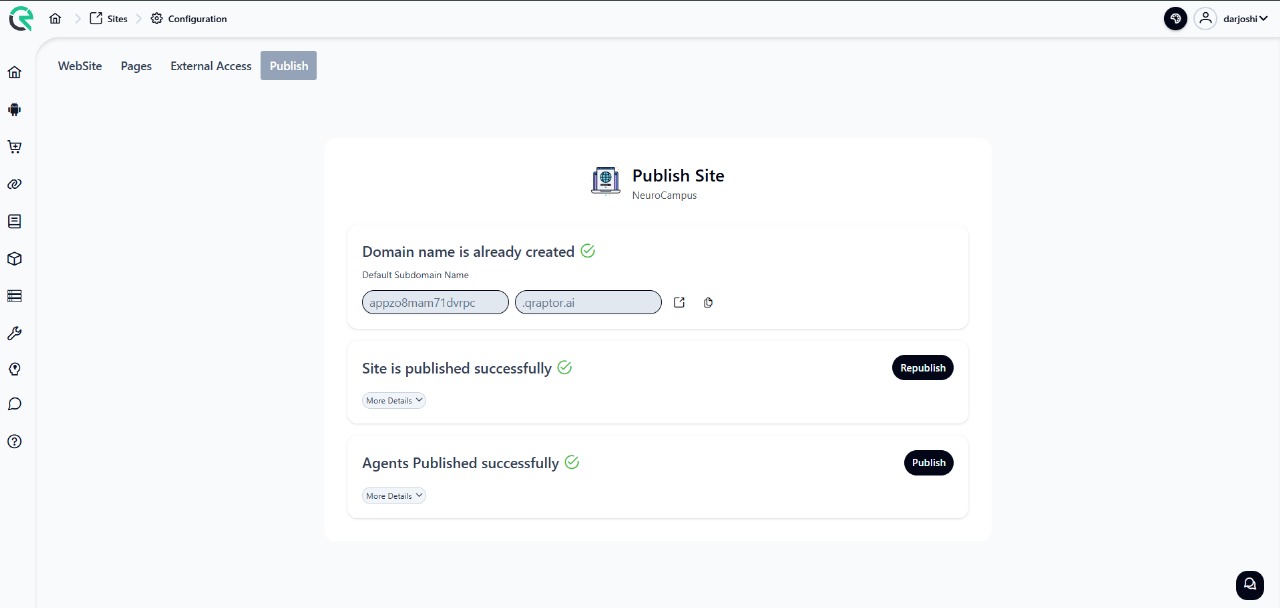 Sites
Configuration
darjoshi
WebSite
Pages
External Access
Publish
Publish Site
NeuroCampus
Domain name is already created
Default Subdomain Name
appzo8mam71dvrpc
.qraptor.ai
Site is published successfully
Republish
More Details
Agents Published successfully
Publish
More Details